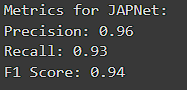 Metrics for JAPNet:
Precision: 0.96
Recall: 0.93
F1 Score: 0.94